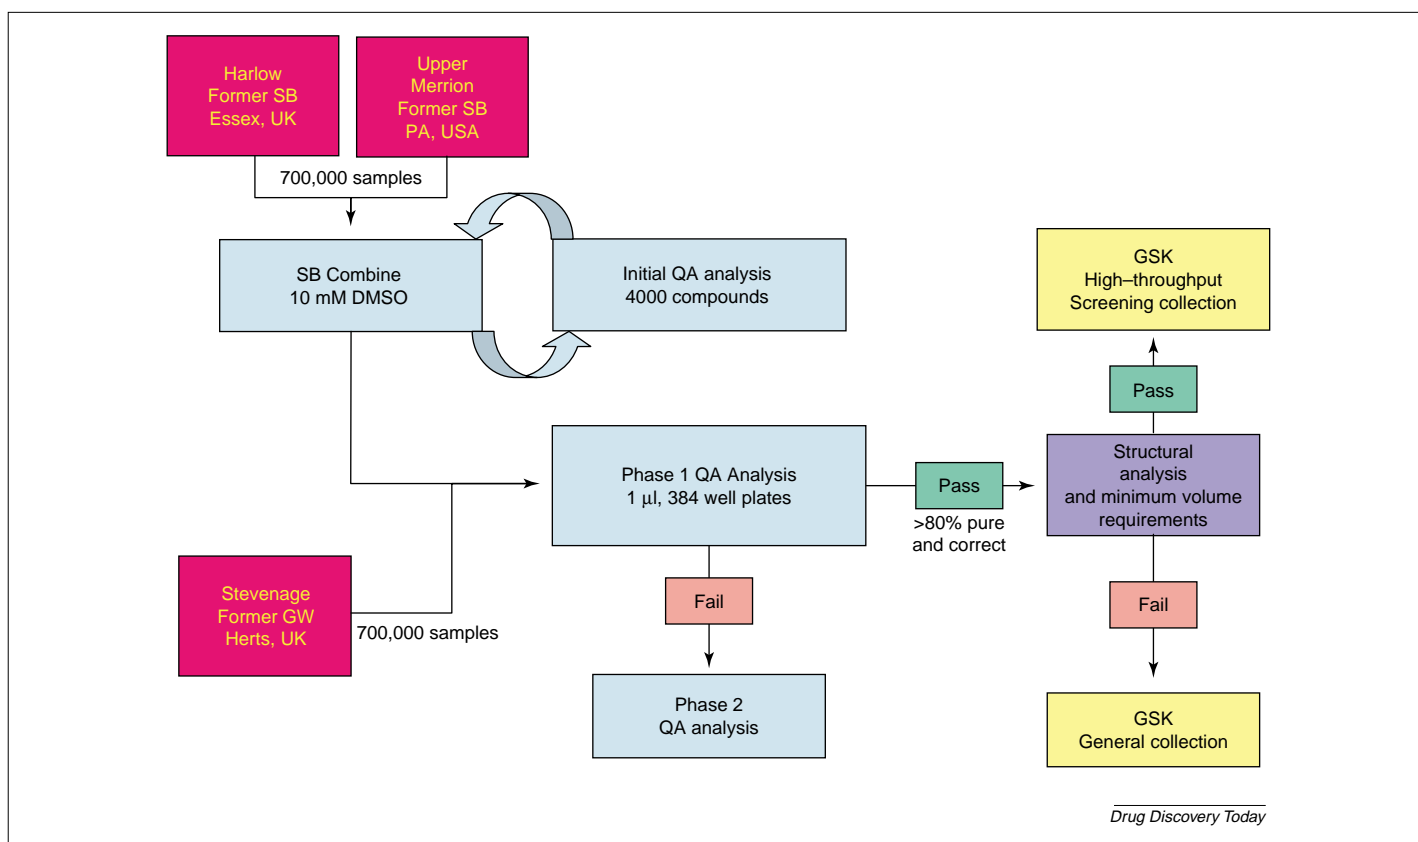 Harlow
Former SB
Essex, UK
Upper
Merrion
Former SB
PA, USA
700,000 samples
SB Combine
10 mM DMSO
Initial QA analysis
4000 compounds
GSK
High–throughput
Screening collection
Pass
Phase 1 QA Analysis
1 μl, 384 well plates
Pass
>80% pure
and correct
Structural
analysis
and minimum volume
requirements
Stevenage
Former GW
Herts, UK
700,000 samples
Fail
Fail
Phase 2
QA analysis
GSK
General collection
Drug Discovery Today